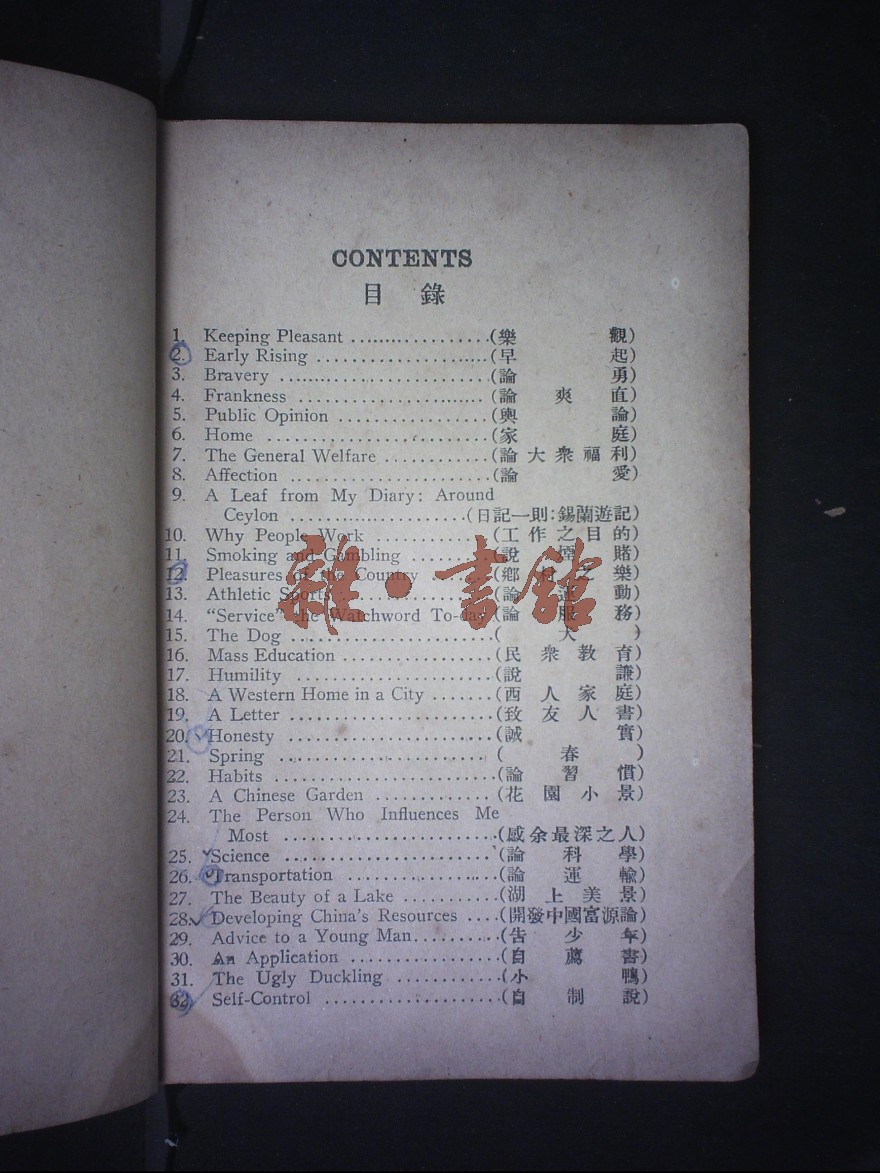 CONTENTS
目 錄
1. Keeping Pleasant ..................(樂 觀)
2. Early Rising ......................(早 起)
3. Bravery ...........................(論 勇)
4. Frankness .........................(論 爽 直)
5. Public Opinion ....................(輿 論)
6. Home ..............................(家 庭)
7. The General Welfare ............(論大衆福利)
8. Affection .........................(論 愛)
9. A Leaf from My Diary: Around
Ceylon ......................(日記一則:錫蘭遊記)
10. Why People Work ............(工作之目的)
11. Smoking and Gambling .........(說 煙 賭)
12. Pleasures of the Country .......(鄉村之樂)
13. Athletic Sports ................(論 運 動)
14. "Service" the Watchword To-day (論 服 務)
15. The Dog .......................( 犬 )
16. Mass Education .................(民衆教育)
17. Humility .......................(說 謙)
18. A Western Home in a City .......(西人家庭)
19. A Letter .......................(致友人書)
20. Honesty ........................(誠 實)
21. Spring .........................( 春 )
22. Habits .........................(論 習 慣)
23. A Chinese Garden ............(花園小景)
24. The Person Who Influences Me
Most ..........................(感余最深之人)
25. Science ........................(論 科 學)
26. Transportation .................(論 運 輸)
27. The Beauty of a Lake ..........(湖上美景)
28. Developing China's Resources ....(開發中國富源論)
29. Advice to a Young Man..........(告 少 年)
30. An Application .................(自 薦 書)
31. The Ugly Duckling ............(小 鴨)
32. Self-Control ...................(自 制 說)
雜·書館